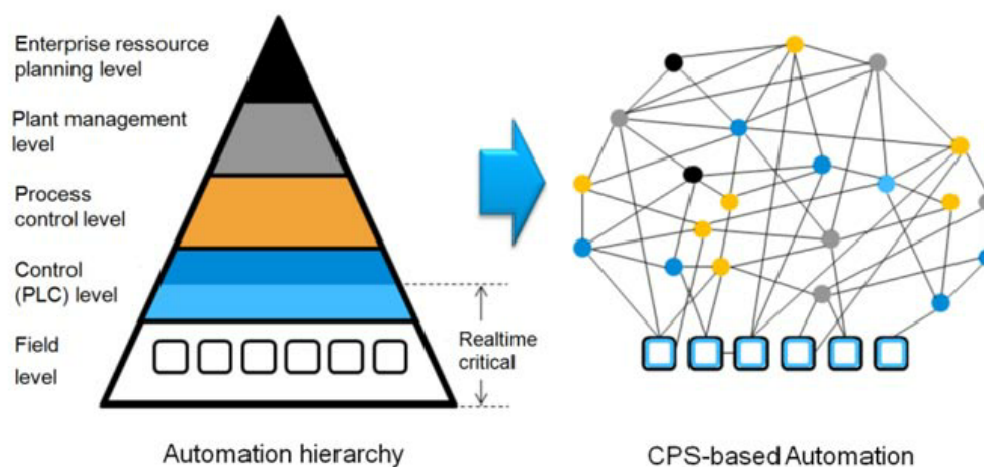 Enterprise ressource
planning level
Plant management
level
Process
control level
Control
(PLC) level
Field
level
Realtime
critical
Automation hierarchy
CPS-based Automation